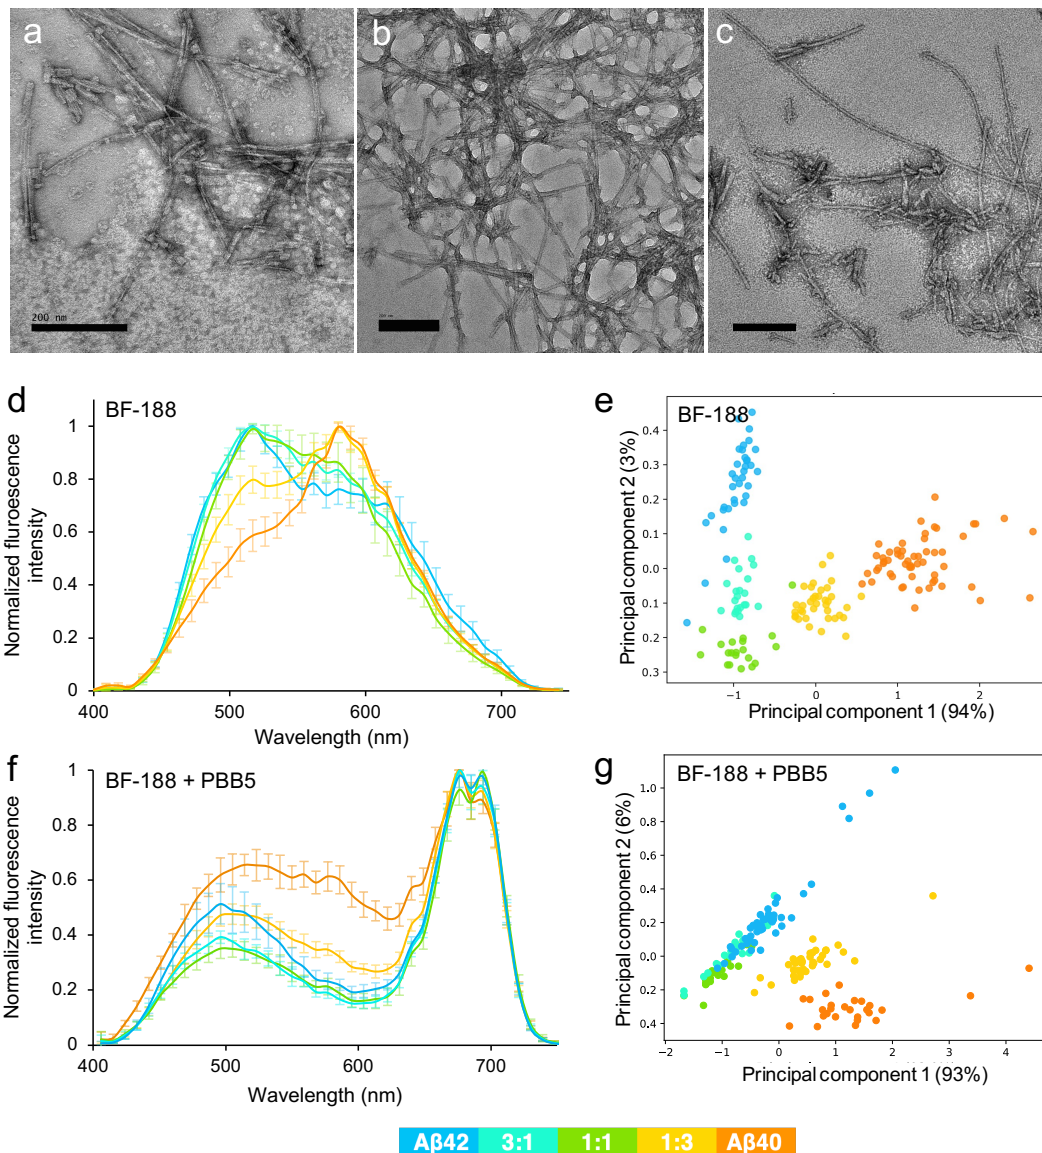 a
b
c
200 nm
200 nm
d
BF-188
Normalized fluroescence
intensity
1
0.8
0.6
0.4
0.2
0
400
500
600
700
Wavelength (nm)
e
BF-188
Principal component 2 (3%)
0.4
0.3
0.2
0.1
0.0
0.1
0.2
0.3
−1
0
1
2
Principal component 1 (94%)
f
BF-188 + PBB5
Normalized fluorescence
intensity
1
0.8
0.6
0.4
0.2
0
400
500
600
700
Wavelength (nm)
g
BF-188 + PBB5
Principal component 2 (6%)
1.0
0.8
0.6
0.4
0.2
0.0
0.2
0.4
−2
−1
0
1
2
3
4
Principal component 1 (93%)
Aβ42 3:1 1:1 1:3 Aβ40